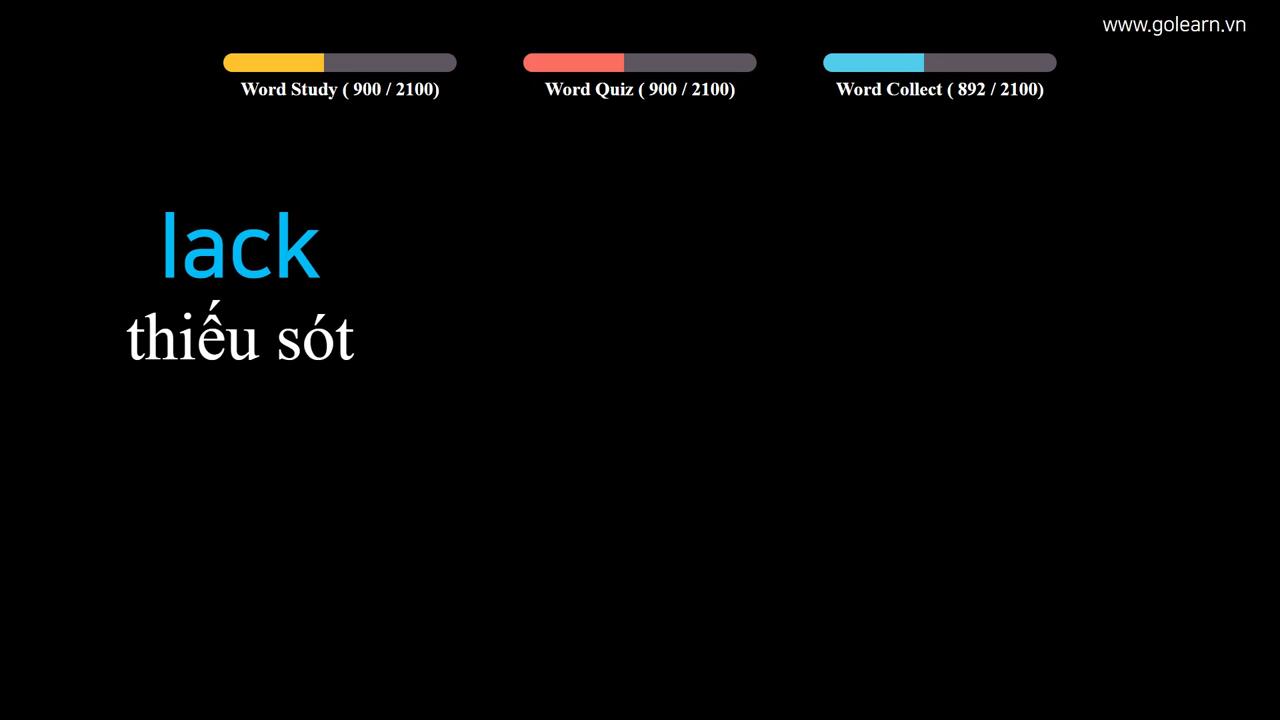 www.golearn.vn
Word Study ( 900 / 2100)
Word Quiz ( 900 / 2100)
Word Collect ( 892 / 2100)
lack
thiếu sót